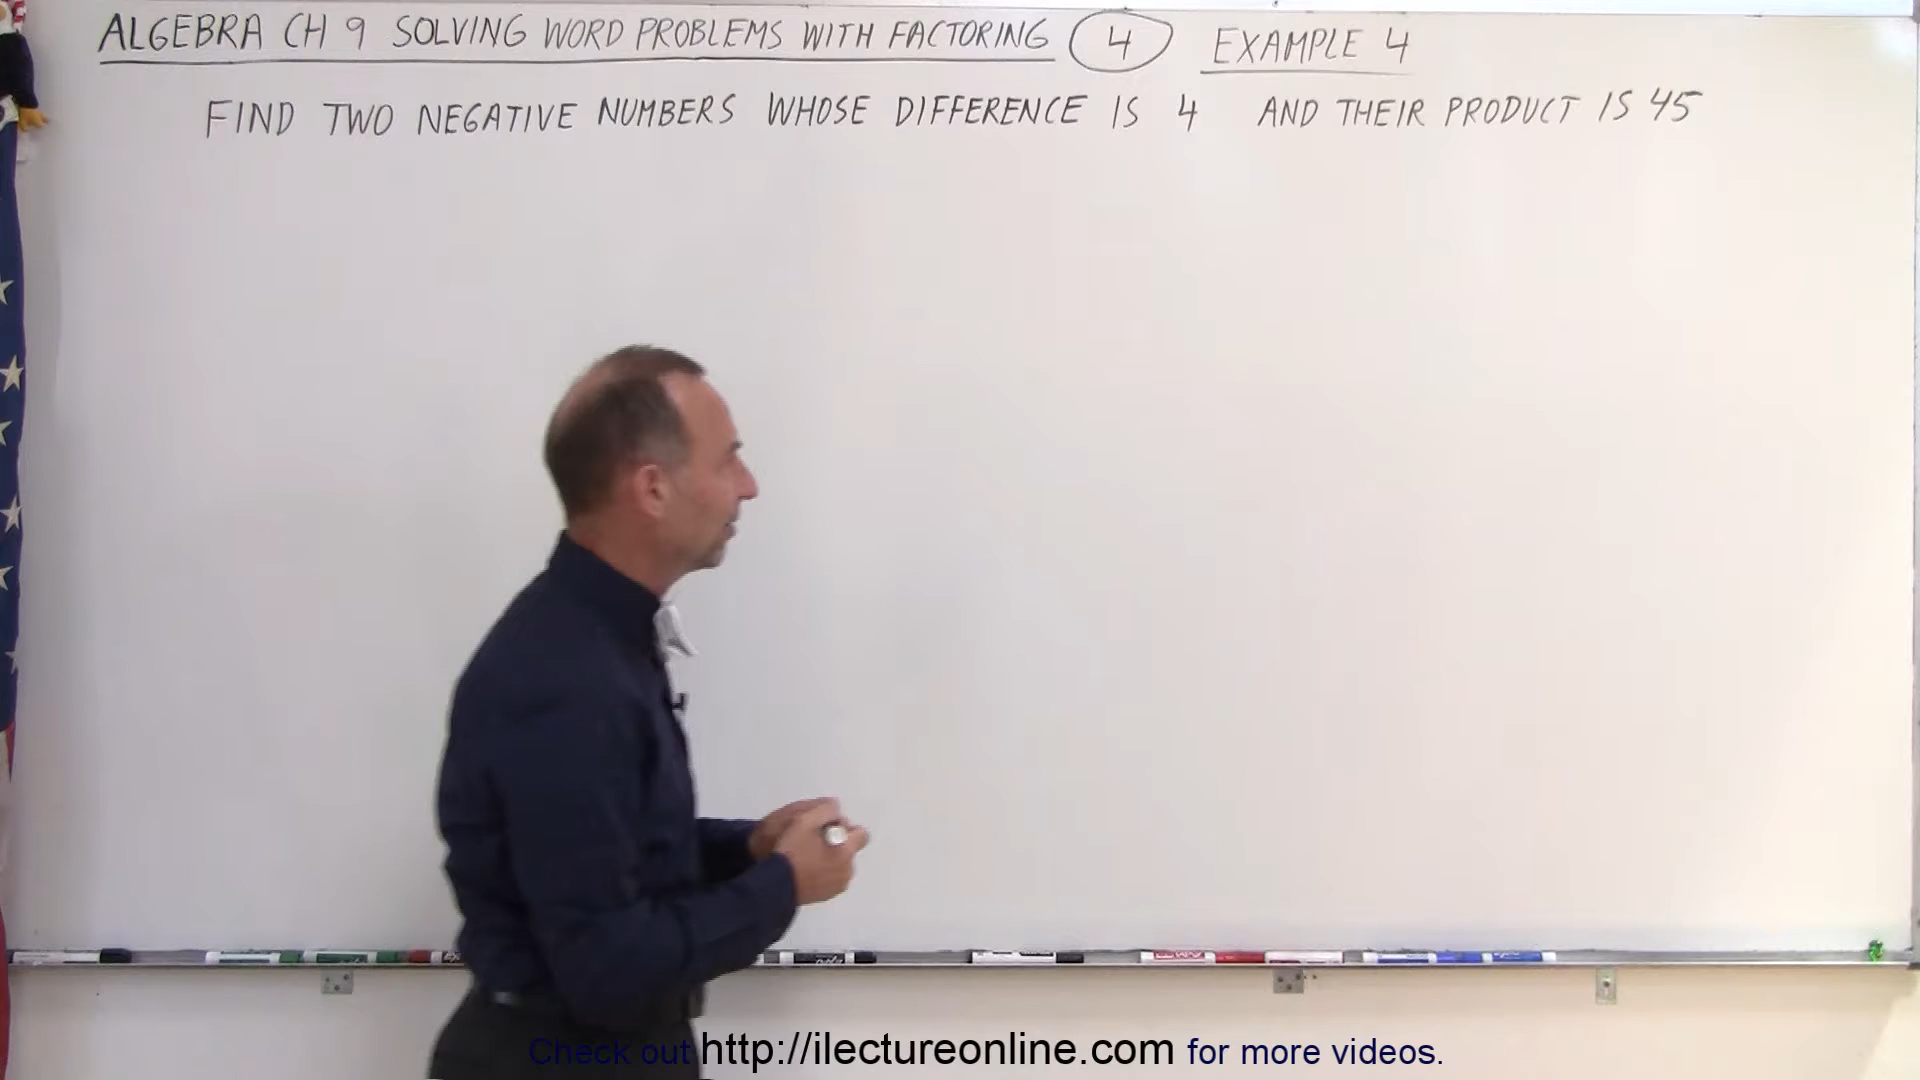 ALGEBRA CH 9 SOLVING WORD PROBLEMS WITH FACTORING 4 EXAMPLE 4
FIND TWO NEGATIVE NUMBERS WHOSE DIFFERENCE IS 4 AND THEIR PRODUCT IS 45
Check out http://ilectureonline.com for more videos.